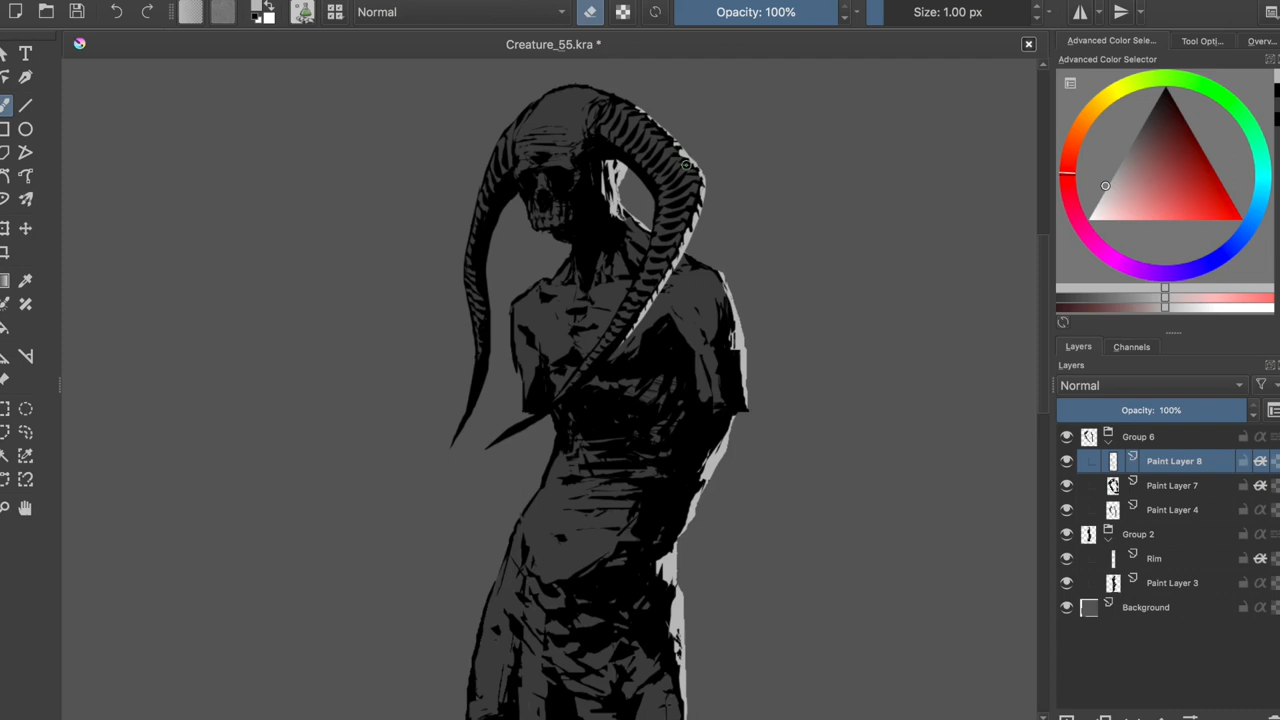 Normal
Opacity: 100%
Size: 1.00 px
Creature_55.kra *
Advanced Color Sele...
Tool Opti...
Overv...
Advanced Color Selector
Layers
Channels
Layers
Normal
Opacity: 100%
Group 6
Paint Layer 8
Paint Layer 7
Paint Layer 4
Group 2
Rim
Paint Layer 3
Background